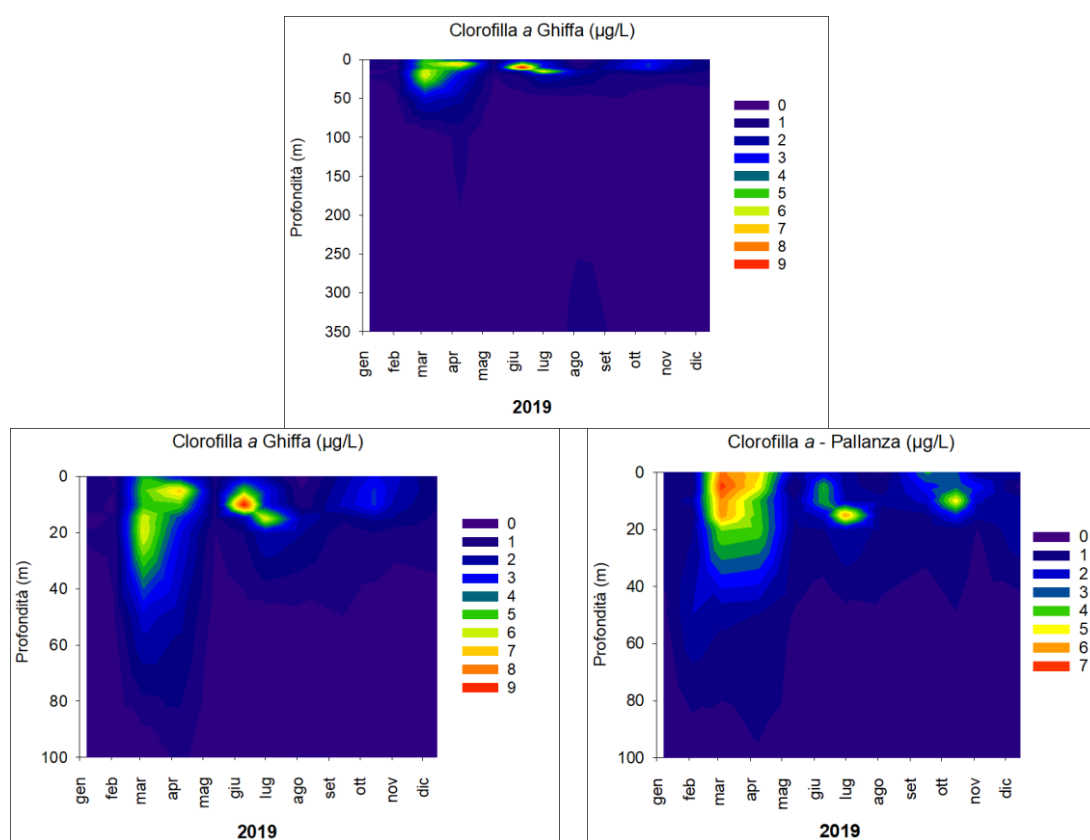 Clorofilla a Ghiffa (µg/L)
0
50
100
150
200
250
300
350
Profondità (m)
gen
feb
mar
apr
mag
giu
lug
ago
set
ott
nov
dic
2019
0
1
2
3
4
5
6
7
8
9
Clorofilla a Ghiffa (µg/L)
0
20
40
60
80
100
Profondità (m)
gen
feb
mar
apr
mag
giu
lug
ago
set
ott
nov
dic
2019
0
1
2
3
4
5
6
7
8
9
Clorofilla a - Pallanza (µg/L)
0
20
40
60
80
100
Profondità (m)
gen
feb
mar
apr
mag
giu
lug
ago
set
ott
nov
dic
2019
0
1
2
3
4
5
6
7